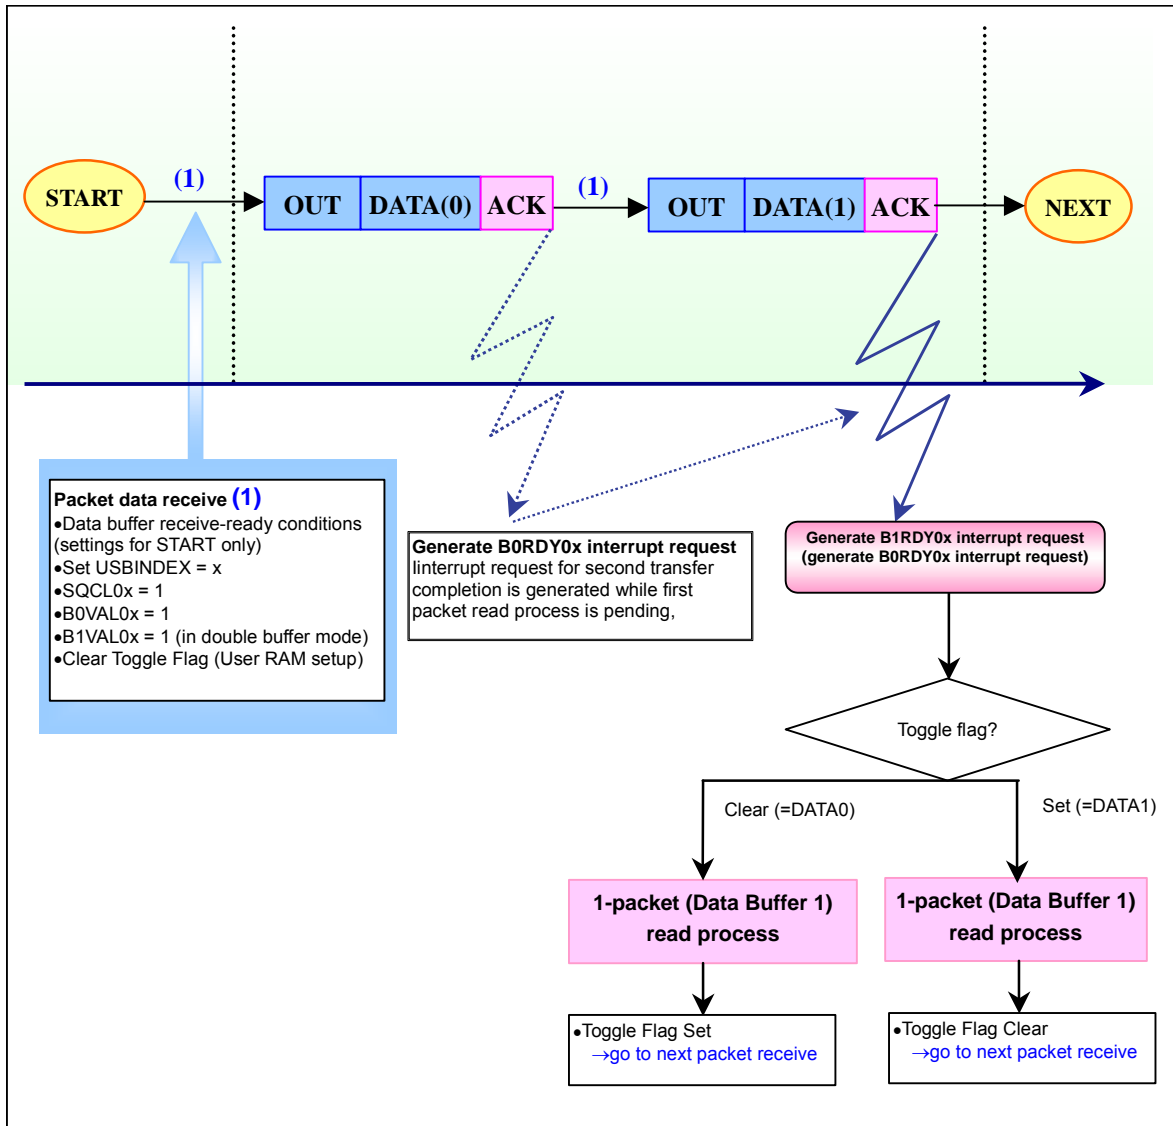 START
(1)
OUT
DATA(0)
ACK
(1)
OUT
DATA(1)
ACK
NEXT
Packet data receive (1)
•Data buffer receive-ready conditions
(settings for START only)
•Set USBINDEX = x
•SQCL0x = 1
•B0VAL0x = 1
•B1VAL0x = 1 (in double buffer mode)
•Clear Toggle Flag (User RAM setup)
Generate B0RDY0x interrupt request
Iinterrupt request for second transfer
completion is generated while first
packet read process is pending,
Generate B1RDY0x interrupt request
(generate B0RDY0x interrupt request)
Toggle flag?
Clear (=DATA0)
Set (=DATA1)
1-packet (Data Buffer 1)
read process
1-packet (Data Buffer 1)
read process
•Toggle Flag Set
→go to next packet receive
•Toggle Flag Clear
→go to next packet receive